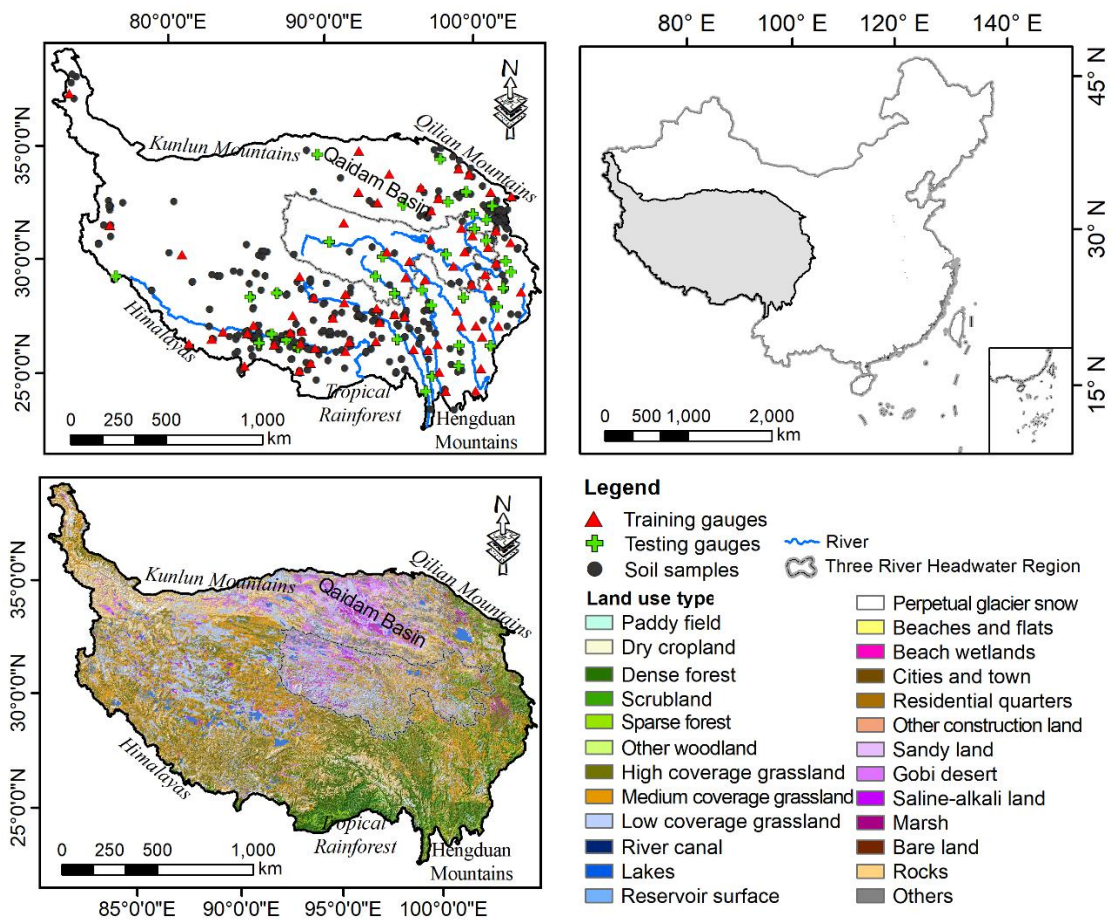 80°0'0"E 90°0'0"E 100°0'0"E
35°0'0"N
30°0'0"N
25°0'0"N
N
Kunlun Mountains
Qaidam Basin
Qilian Mountains
Himalayas
Tropical
Rainforest
Hengduan
Mountains
0 250 500 1,000
km
80° E 100° E 120° E 140° E
45° N
30°N
15°N
0 500 1,000 2,000
km
35°0'0"N
30°0'0"N
25°0'0"N
N
Kunlun Mountains
Qaidam Basin
Qilian Mountains
Himalayas
Tropical
Rainforest
Hengduan
Mountains
0 250 500 1,000
km
85°0'0"E 90°0'0"E 95°0'0"E 100°0'0"E
Legend
Training gauges
Testing gauges
Soil samples
River
Three River Headwater Region
Land use type
Paddy field
Dry cropland
Dense forest
Scrubland
Sparse forest
Other woodland
High coverage grassland
Medium coverage grassland
Low coverage grassland
River canal
Lakes
Reservoir surface
Perpetual glacier snow
Beaches and flats
Beach wetlands
Cities and town
Residential quarters
Other construction land
Sandy land
Gobi desert
Saline-alkali land
Marsh
Bare land
Rocks
Others